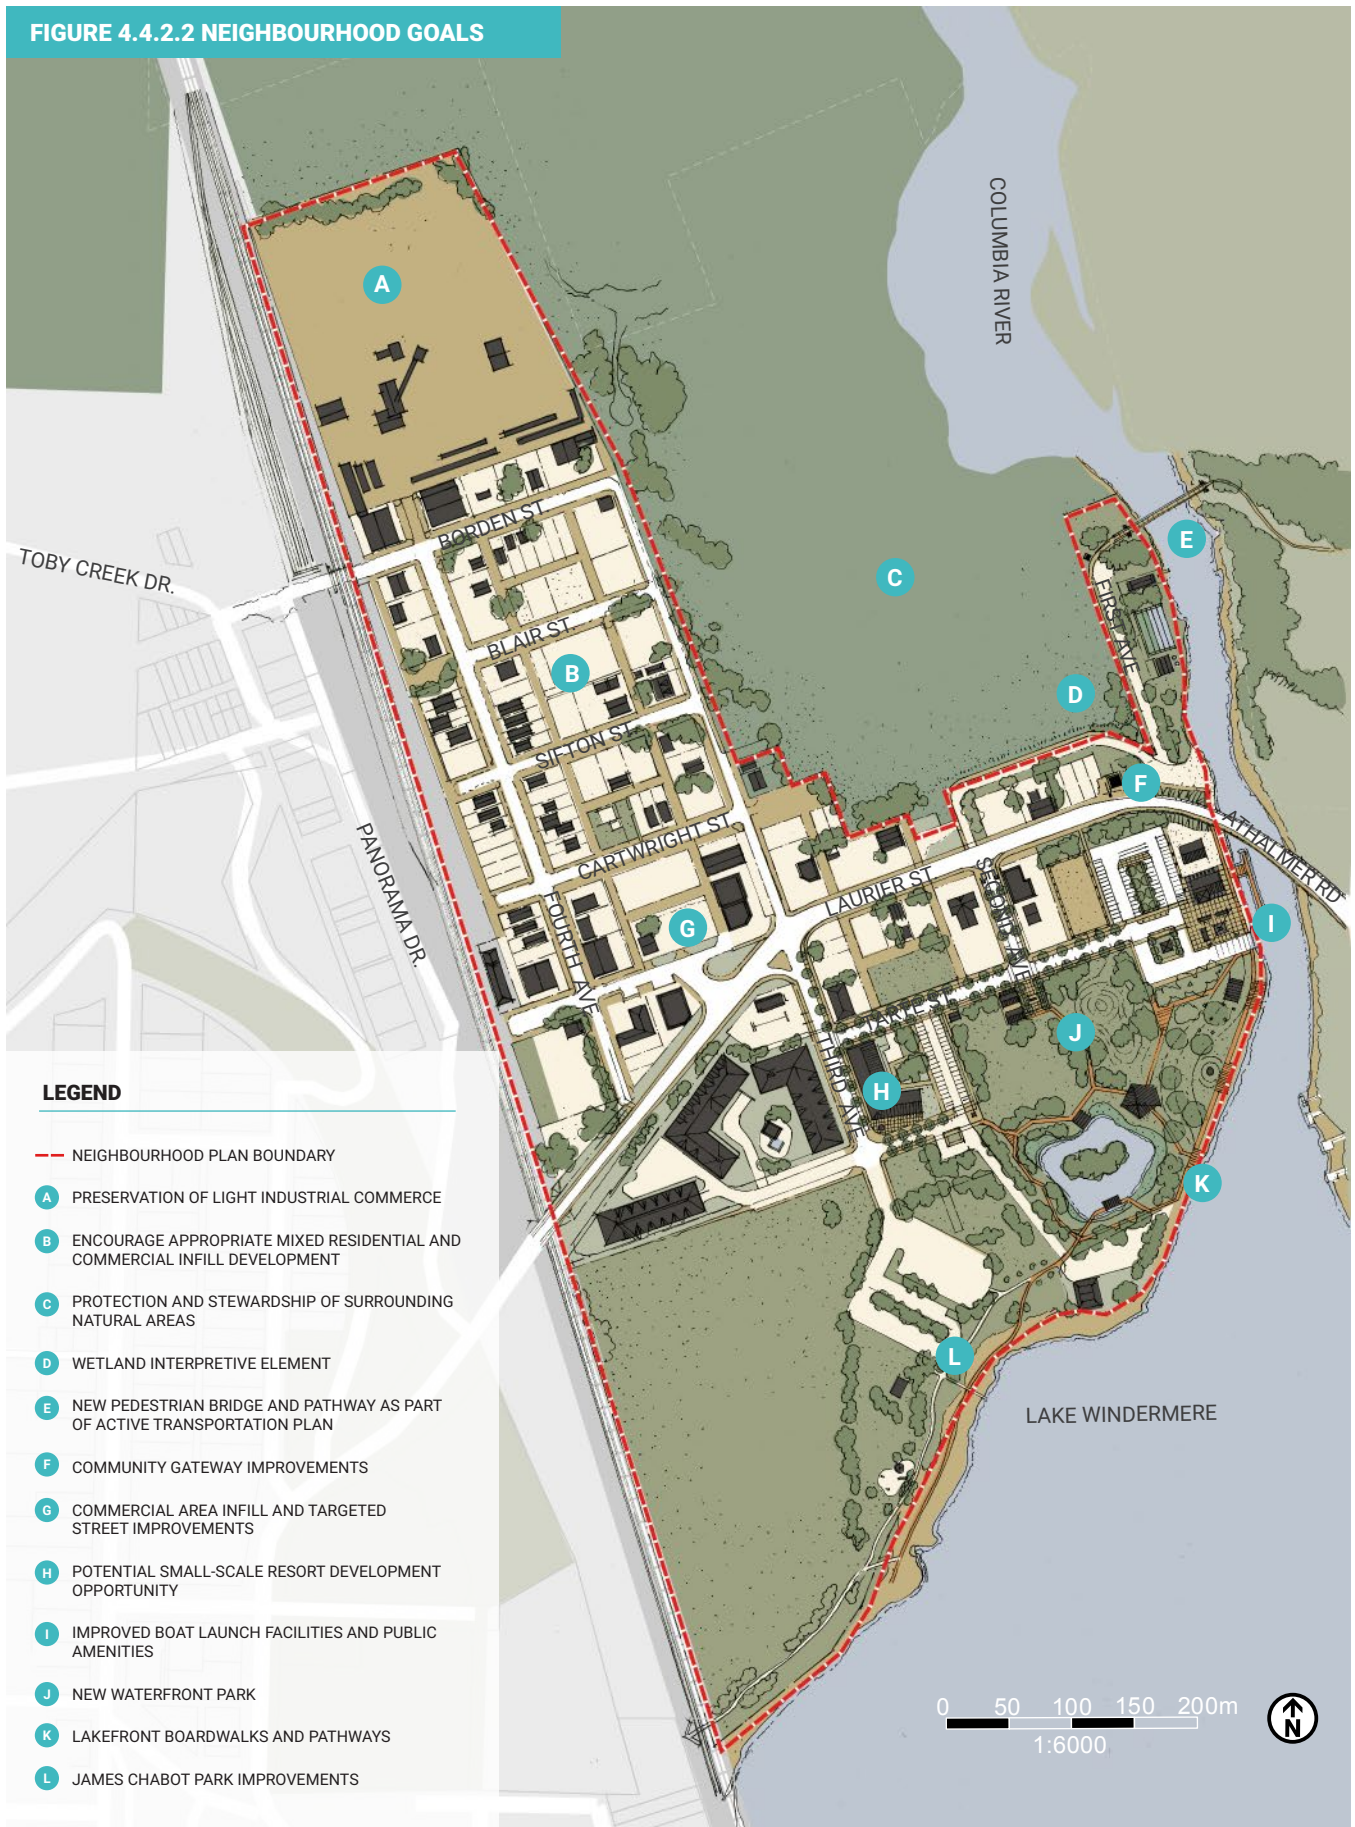 FIGURE 4.4.2.2 NEIGHBOURHOOD GOALS
COLUMBIA RIVER
A
E
C
BORDEN ST.
TOBY CREEK DR.
FIRST AVE
BLAIR ST.
B
D
SIFTON ST.
F
ATHALMER RD
CARTWRIGHT ST.
PANORAMA DR.
LAURIER ST.
SECOND AVE
FOURTH AVE
G
I
TARTE ST.
J
THIRD AVE
H
K
L
LAKE WINDERMERE
LEGEND
NEIGHBOURHOOD PLAN BOUNDARY
A PRESERVATION OF LIGHT INDUSTRIAL COMMERCE
B ENCOURAGE APPROPRIATE MIXED RESIDENTIAL AND
COMMERCIAL INFILL DEVELOPMENT
C PROTECTION AND STEWARDSHIP OF SURROUNDING
NATURAL AREAS
D WETLAND INTERPRETIVE ELEMENT
E NEW PEDESTRIAN BRIDGE AND PATHWAY AS PART
OF ACTIVE TRANSPORTATION PLAN
F COMMUNITY GATEWAY IMPROVEMENTS
G COMMERCIAL AREA INFILL AND TARGETED
STREET IMPROVEMENTS
H POTENTIAL SMALL-SCALE RESORT DEVELOPMENT
OPPORTUNITY
I IMPROVED BOAT LAUNCH FACILITIES AND PUBLIC
AMENITIES
J NEW WATERFRONT PARK
K LAKEFRONT BOARDWALKS AND PATHWAYS
L JAMES CHABOT PARK IMPROVEMENTS
0 50 100 150 200m
1:6000
N